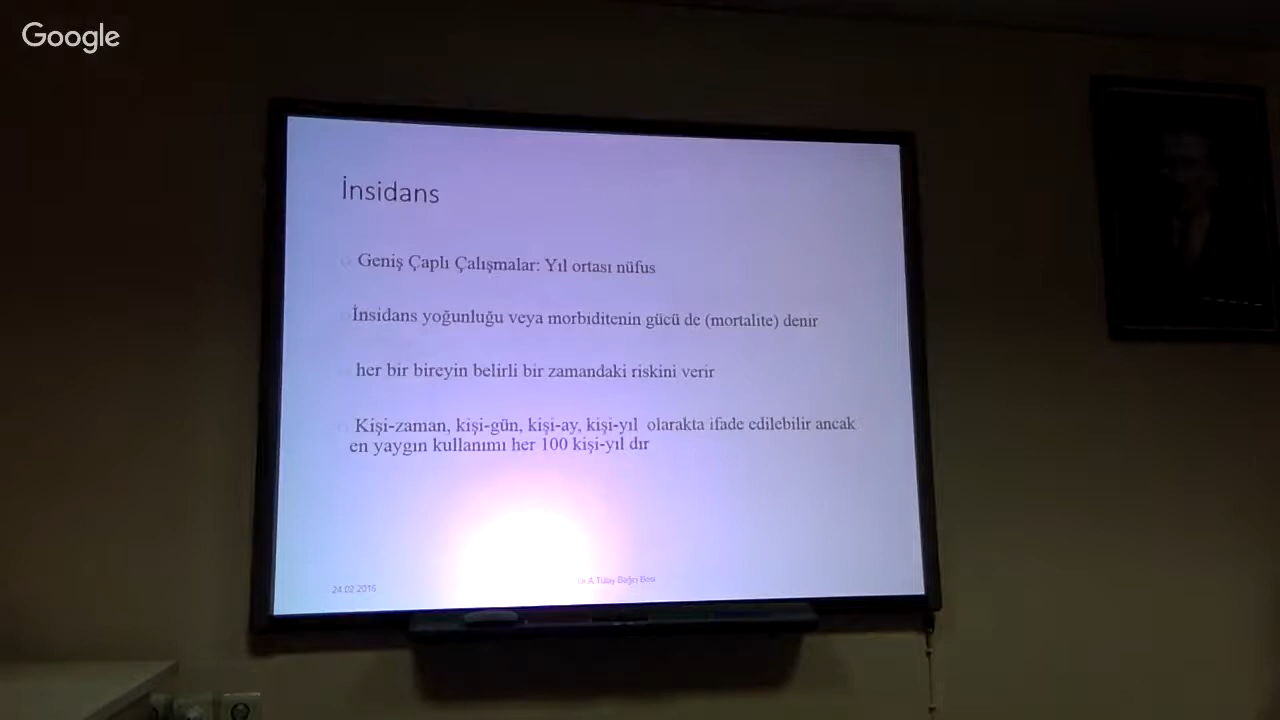 Google
İnsidans
Geniş Çaplı Çalışmalar: Yıl ortası nüfus
İnsidans yoğunluğu veya morbiditenin gücü de (mortalite) denir
her bir bireyin belirli bir zamandaki riskini verir
Kişi-zaman, kişi-gün, kişi-ay, kişi-yıl olarakta ifade edilebilir ancak
en yaygın kullanımı her 100 kişi-yıl dır
24.02.2016
Tülay Bağcı